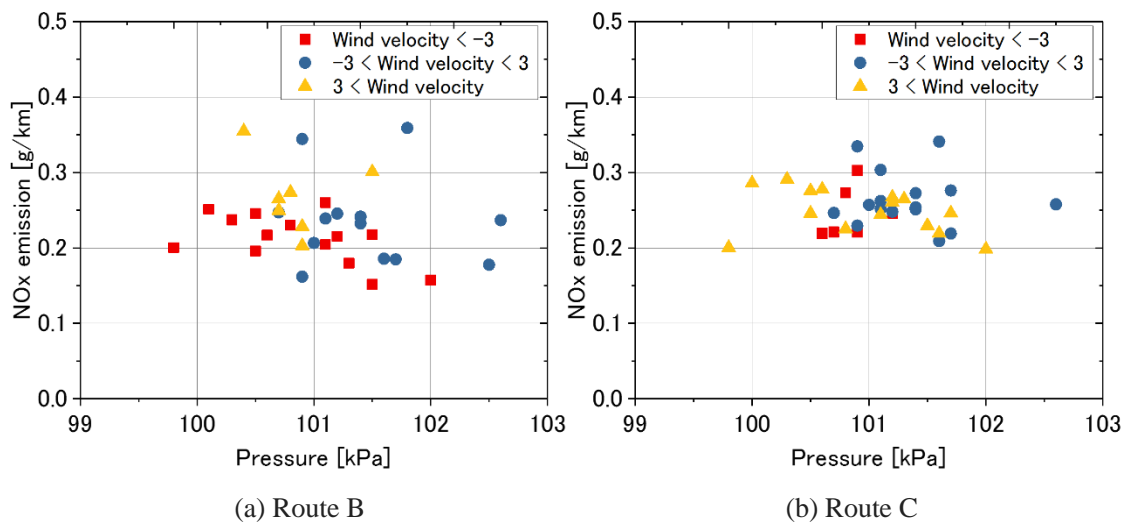 0.5
0.4
0.3
0.2
0.1
0.0
NOx emission [g/km]
Wind velocity < -3
-3 < Wind velocity < 3
3 < Wind velocity
99
100
101
102
103
Pressure [kPa]
(a) Route B
0.5
0.4
0.3
0.2
0.1
0.0
NOx emission [g/km]
Wind velocity < -3
-3 < Wind velocity < 3
3 < Wind velocity
99
100
101
102
103
Pressure [kPa]
(b) Route C